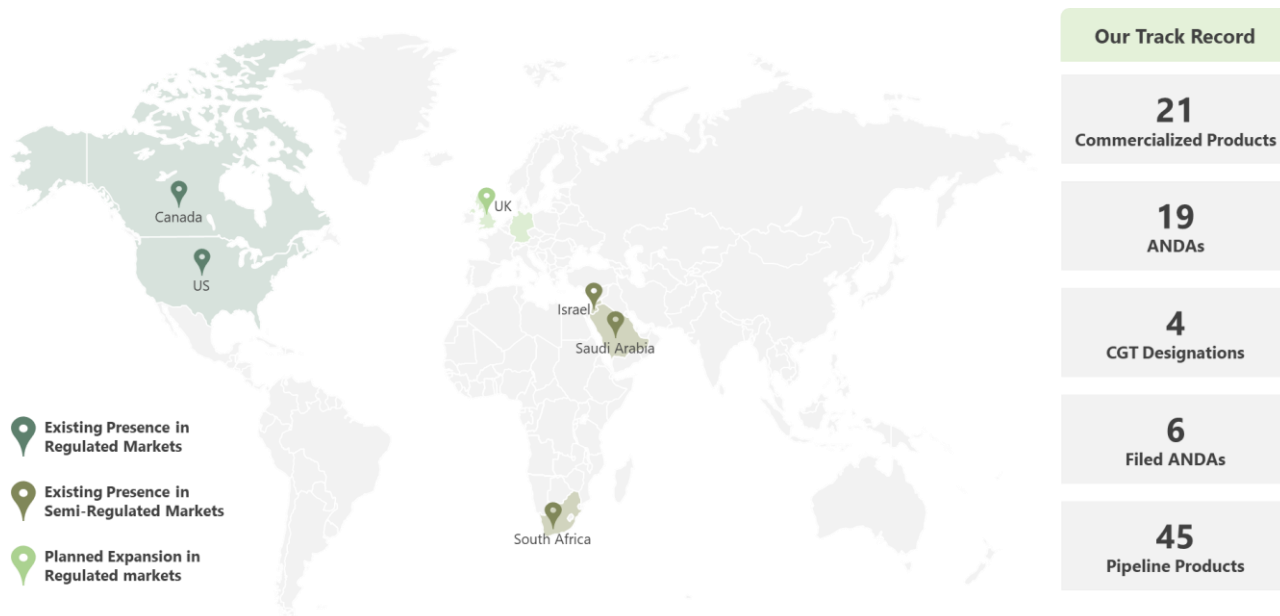 Our Track Record
21
Commercialized Products
19
ANDAs
4
CGT Designations
6
Filed ANDAs
45
Pipeline Products
Canada
US
UK
Israel
Saudi Arabia
South Africa
Existing Presence in
Regulated Markets
Existing Presence in
Semi-Regulated Markets
Planned Expansion in
Regulated markets